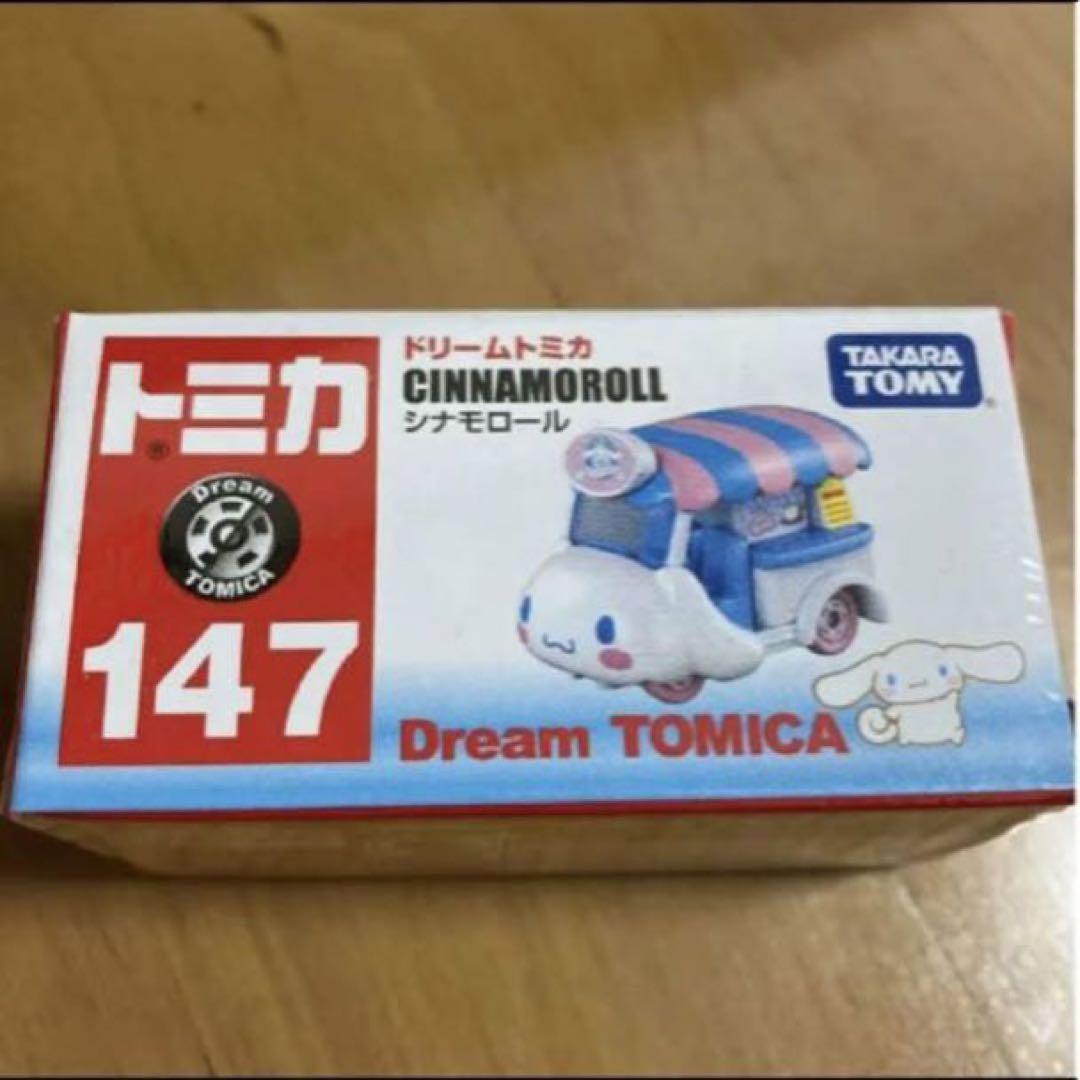 トミカ
®
Dream
TOMICA
147
ドリームトミカ
CINNAMOROLL
シナモロール
TAKARA
TOMY
Dream TOMICA